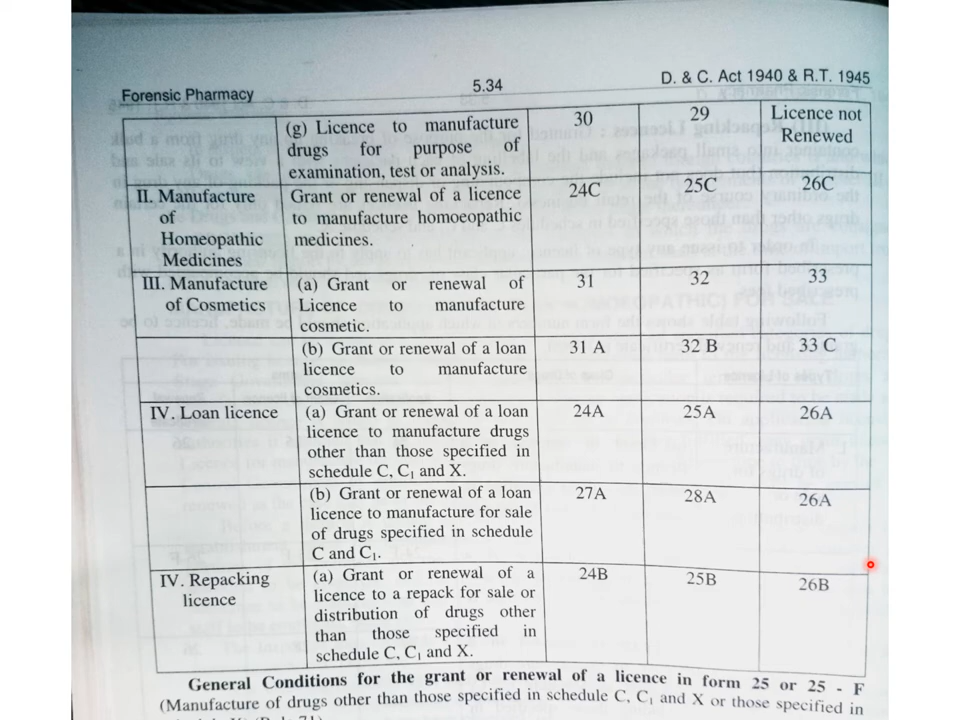 Forensic Pharmacy 5.34 D. & C. Act 1940 & R.T. 1945
(g) Licence to manufacture drugs for purpose of examination, test or analysis. 30 29 Licence not Renewed
II. Manufacture of Homeopathic Medicines Grant or renewal of a licence to manufacture homoeopathic medicines. 24C 25C 26C
III. Manufacture of Cosmetics (a) Grant or renewal of Licence to manufacture cosmetic. 31 32 33
(b) Grant or renewal of a loan licence to manufacture cosmetics. 31 A 32 B 33 C
IV. Loan licence (a) Grant or renewal of a loan licence to manufacture drugs other than those specified in schedule C, C₁ and X. 24A 25A 26A
(b) Grant or renewal of a loan licence to manufacture for sale of drugs specified in schedule C and C₁. 27A 28A 26A
IV. Repacking licence (a) Grant or renewal of a licence to a repack for sale or distribution of drugs other than those specified in schedule C, C₁ and X. 24B 25B 26B
General Conditions for the grant or renewal of a licence in form 25 or 25 - F
(Manufacture of drugs other than those specified in schedule C, C₁ and X or those specified in